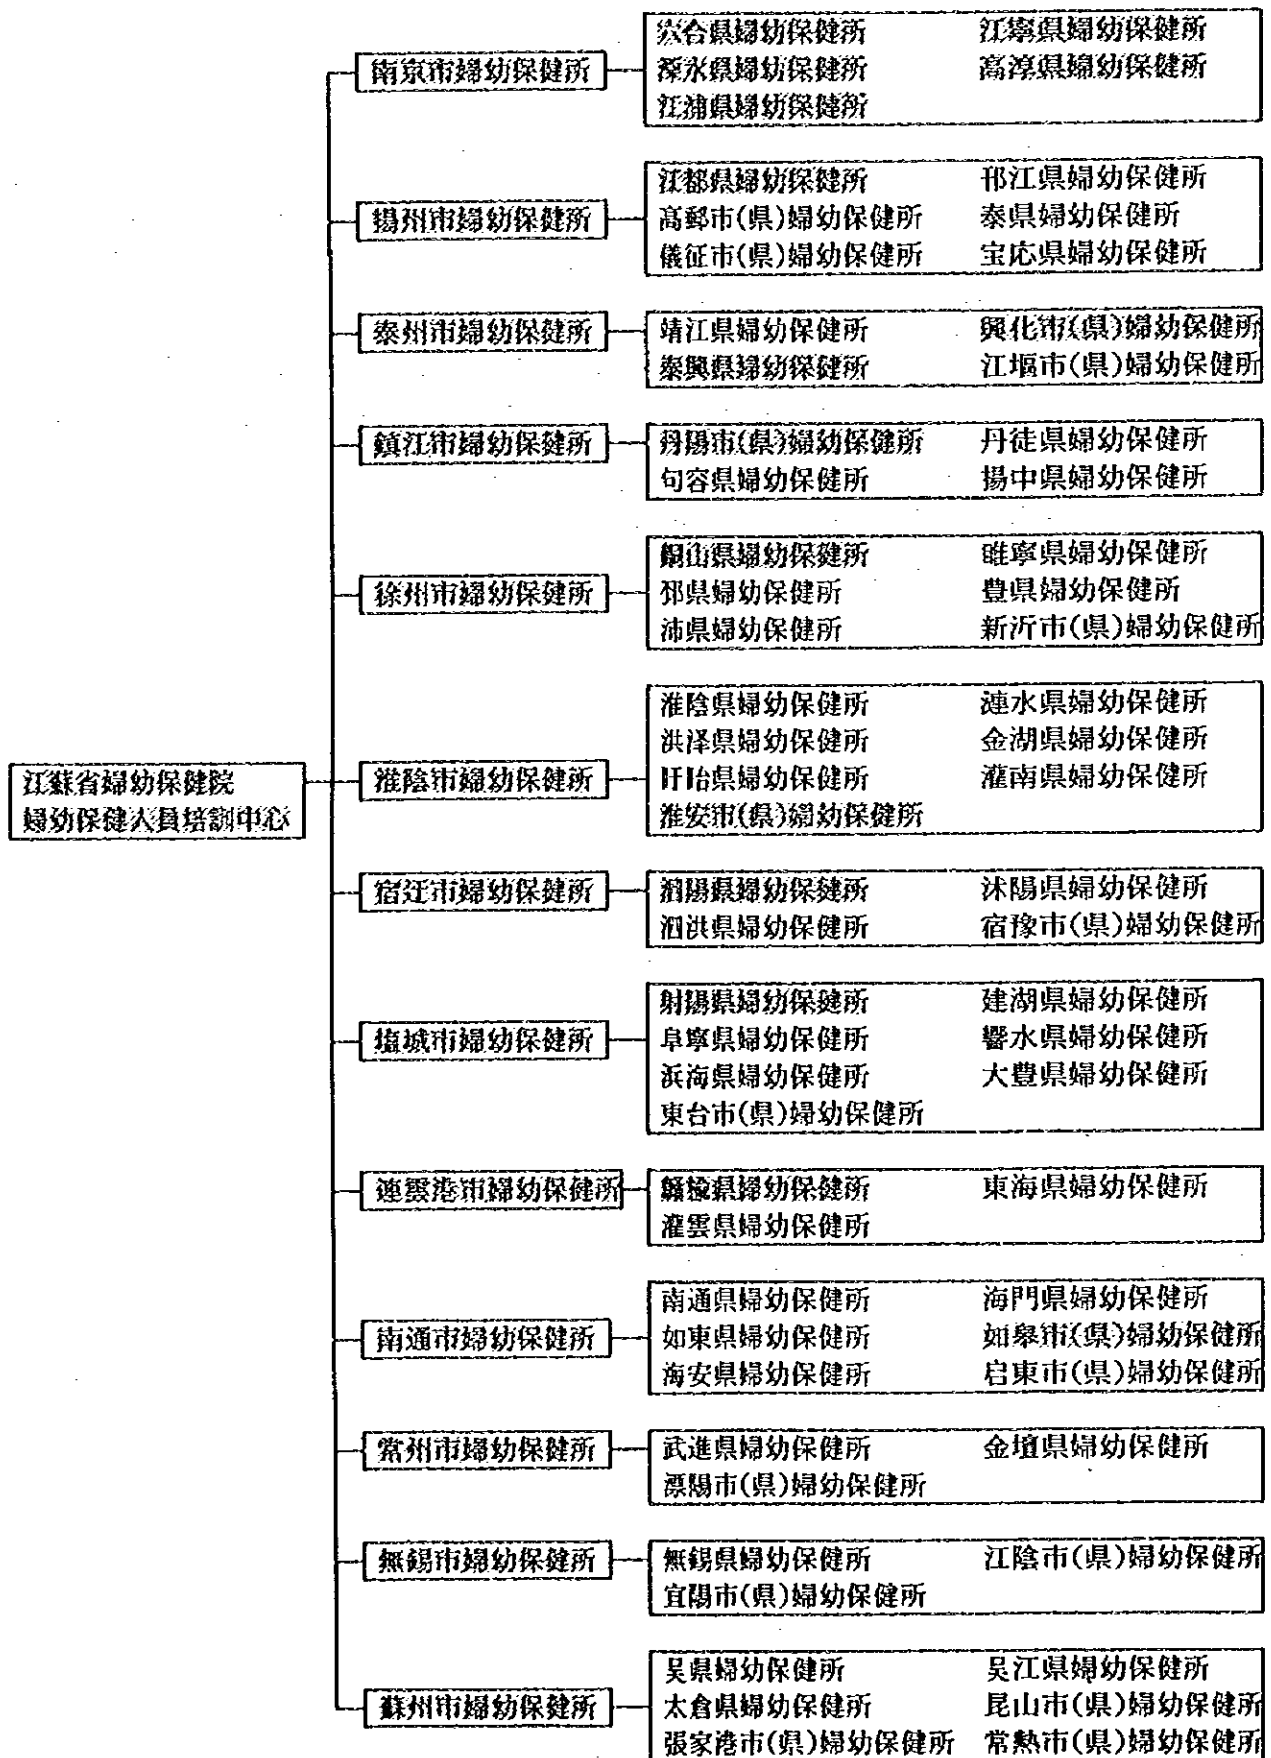 江蘇省婦幼保健院
婦幼保健人員培訓中心
南京市婦幼保健所
六合県婦幼保健所 江寧県婦幼保健所
溧水県婦幼保健所 高淳県婦幼保健所
江浦県婦幼保健所
揚州市婦幼保健所
江都県婦幼保健所 邗江県婦幼保健所
高郵市(県)婦幼保健所 泰県婦幼保健所
儀征市(県)婦幼保健所 宝応県婦幼保健所
泰州市婦幼保健所
靖江県婦幼保健所 興化市(県)婦幼保健所
泰興県婦幼保健所 江堰市(県)婦幼保健所
鎮江市婦幼保健所
丹陽市(県)婦幼保健所 丹徒県婦幼保健所
句容県婦幼保健所 揚中県婦幼保健所
徐州市婦幼保健所
銅山県婦幼保健所 睢寧県婦幼保健所
邳県婦幼保健所 豊県婦幼保健所
沛県婦幼保健所 新沂市(県)婦幼保健所
淮陰市婦幼保健所
淮陰県婦幼保健所 漣水県婦幼保健所
洪泽県婦幼保健所 金湖県婦幼保健所
盱眙県婦幼保健所 灌南県婦幼保健所
淮安市(県)婦幼保健所
宿迁市婦幼保健所
泗陽県婦幼保健所 沭陽県婦幼保健所
泗洪県婦幼保健所 宿豫市(県)婦幼保健所
塩城市婦幼保健所
射陽県婦幼保健所 建湖県婦幼保健所
阜寧県婦幼保健所 響水県婦幼保健所
浜海県婦幼保健所 大豊県婦幼保健所
東台市(県)婦幼保健所
連雲港市婦幼保健所
贛榆県婦幼保健所 東海県婦幼保健所
灌雲県婦幼保健所
南通市婦幼保健所
南通県婦幼保健所 海門県婦幼保健所
如東県婦幼保健所 如皋市(県)婦幼保健所
海安県婦幼保健所 启東市(県)婦幼保健所
常州市婦幼保健所
武進県婦幼保健所 金壇県婦幼保健所
溧陽市(県)婦幼保健所
無錫市婦幼保健所
無錫県婦幼保健所 江陰市(県)婦幼保健所
宜陽市(県)婦幼保健所
蘇州市婦幼保健所
呉県婦幼保健所 呉江県婦幼保健所
太倉県婦幼保健所 昆山市(県)婦幼保健所
張家港市(県)婦幼保健所 常熱市(県)婦幼保健所